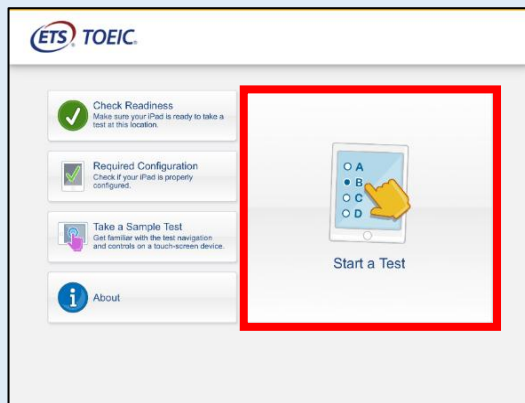 ETS TOEIC.
Check Readiness
Make sure your iPad is ready to take a
test at this location.
Required Configuration
Check if your iPad is properly
configured.
Take a Sample Test
Get familiar with the test navigation
and controls on a touch-screen device.
About
A
B
C
D
Start a Test